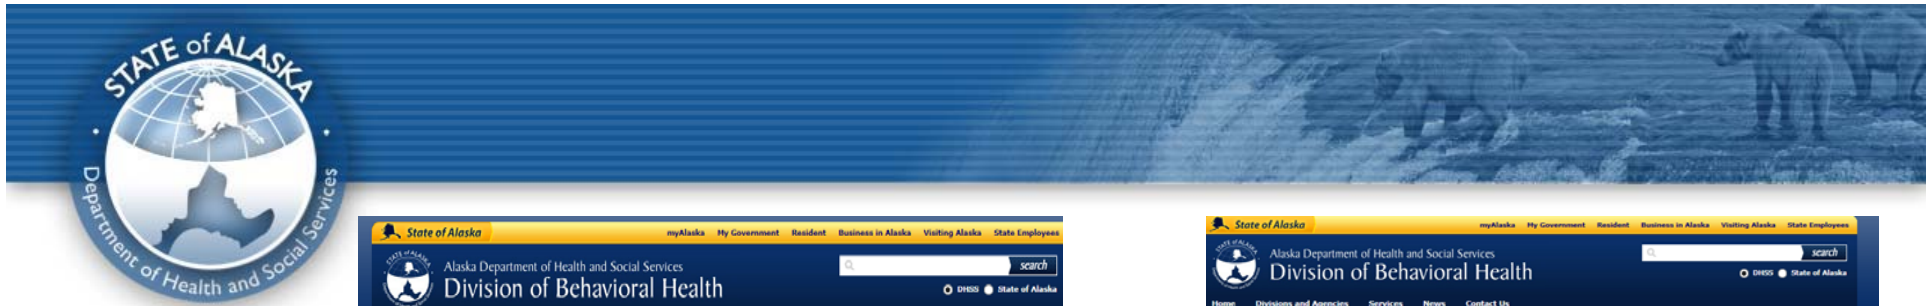 STATE of ALASKA
Department of Health and Social Services
State of Alaska
myAlaska My Government Resident Business in Alaska Visiting Alaska State Employees
STATE of ALASKA
Alaska Department of Health and Social Services
search
Division of Behavioral Health
DHSS State of Alaska
State of Alaska
myAlaska My Government Resident Business in Alaska Visiting Alaska State Employees
Alaska Department of Health and Social Services
search
Division of Behavioral Health
DHSS State of Alaska
Home Divisions and Agencies Services News Contact Us